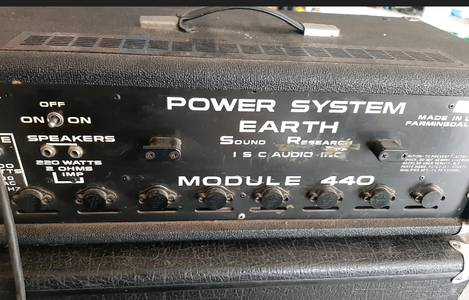 OFF
ON ON
SPEAKERS
220 WATTS
2 OHMS
IMP
POWER SYSTEM
EARTH
SOUND RESEARCH
I S C AUDIO INC
MODULE 440
MADE IN U
FARMINGDAL